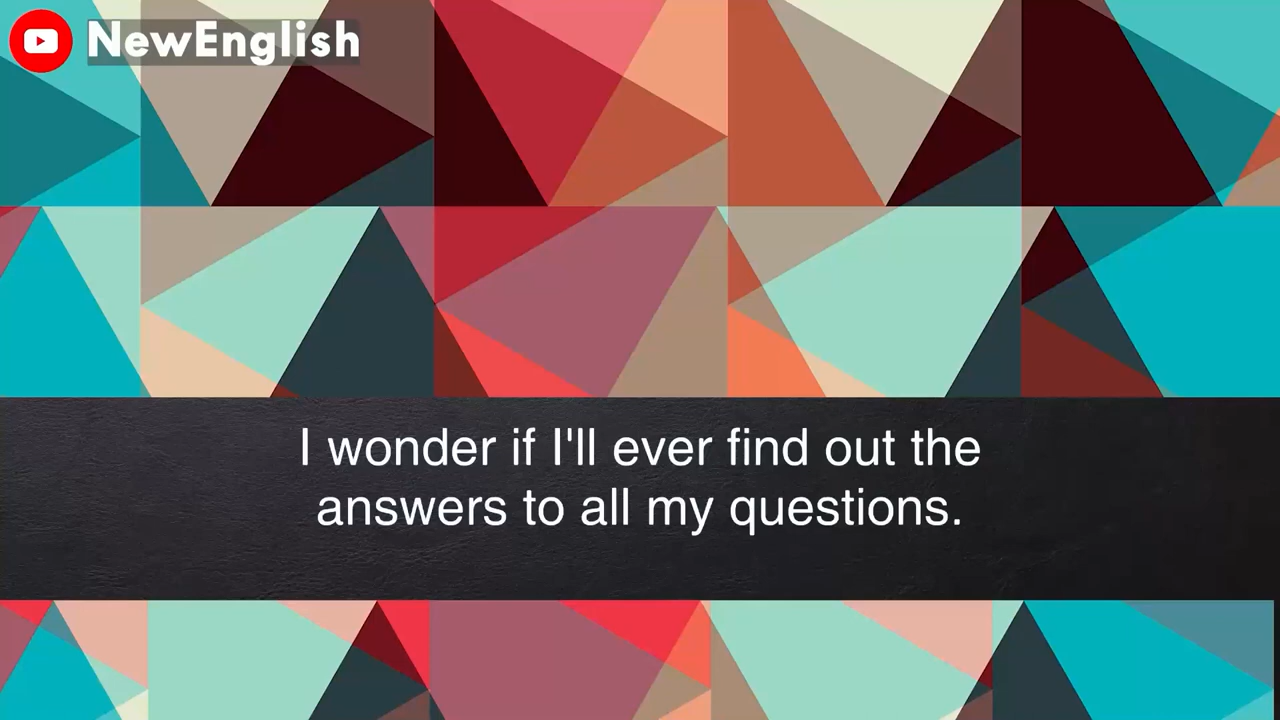 NewEnglish
I wonder if I'll ever find out the
answers to all my questions.